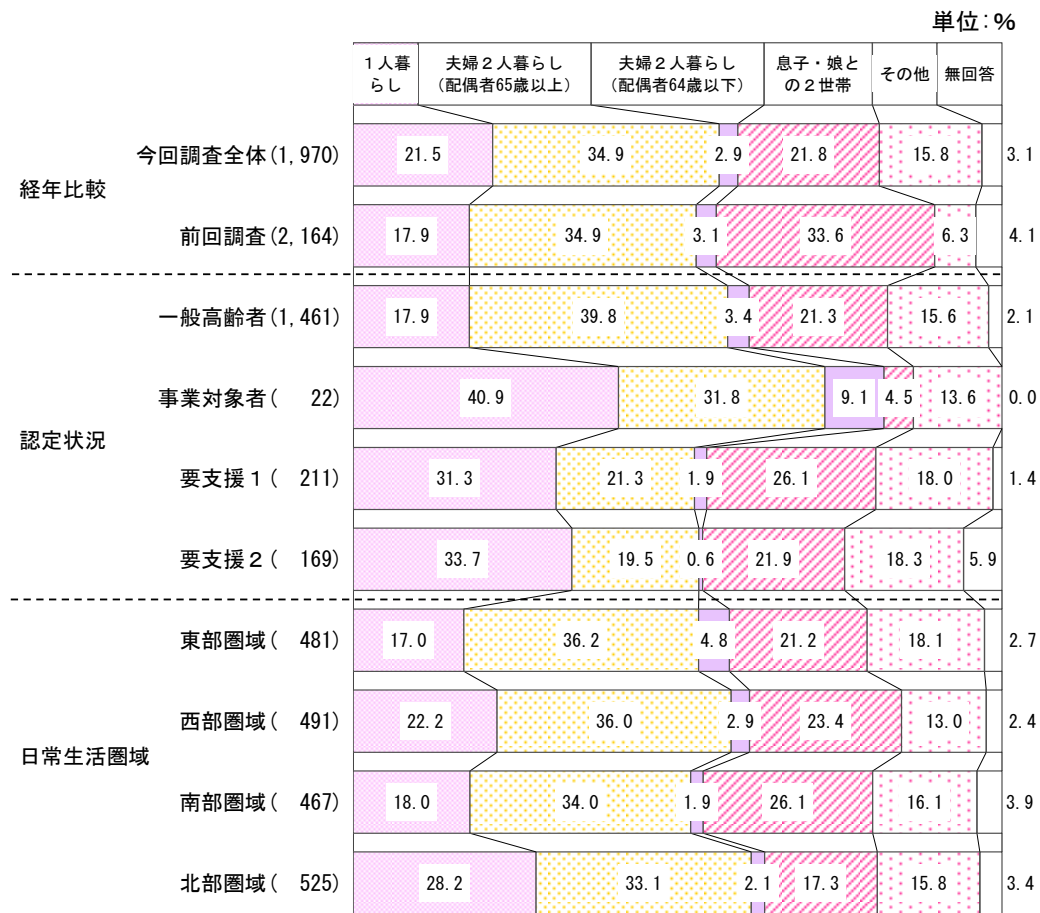 単位：％
１人暮らし 夫婦２人暮らし（配偶者65歳以上） 夫婦２人暮らし（配偶者64歳以下） 息子・娘との２世帯 その他 無回答
経年比較
今回調査全体(1,970) 21.5 34.9 2.9 21.8 15.8 3.1
前回調査(2,164) 17.9 34.9 3.1 33.6 6.3 4.1
認定状況
一般高齢者(1,461) 17.9 39.8 3.4 21.3 15.6 2.1
事業対象者( 22) 40.9 31.8 9.1 4.5 13.6 0.0
要支援１( 211) 31.3 21.3 1.9 26.1 18.0 1.4
要支援２( 169) 33.7 19.5 0.6 21.9 18.3 5.9
日常生活圏域
東部圏域( 481) 17.0 36.2 4.8 21.2 18.1 2.7
西部圏域( 491) 22.2 36.0 2.9 23.4 13.0 2.4
南部圏域( 467) 18.0 34.0 1.9 26.1 16.1 3.9
北部圏域( 525) 28.2 33.1 2.1 17.3 15.8 3.4